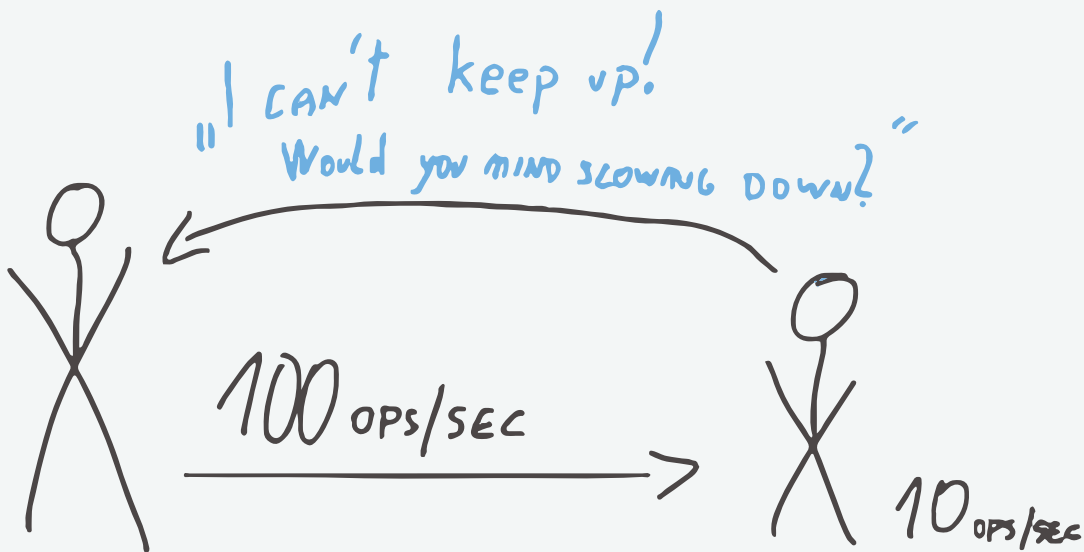 "I CAN't keep up!
Would you MIND SLOWING DOWN?"
100 OPS/SEC
10 OPS/SEC